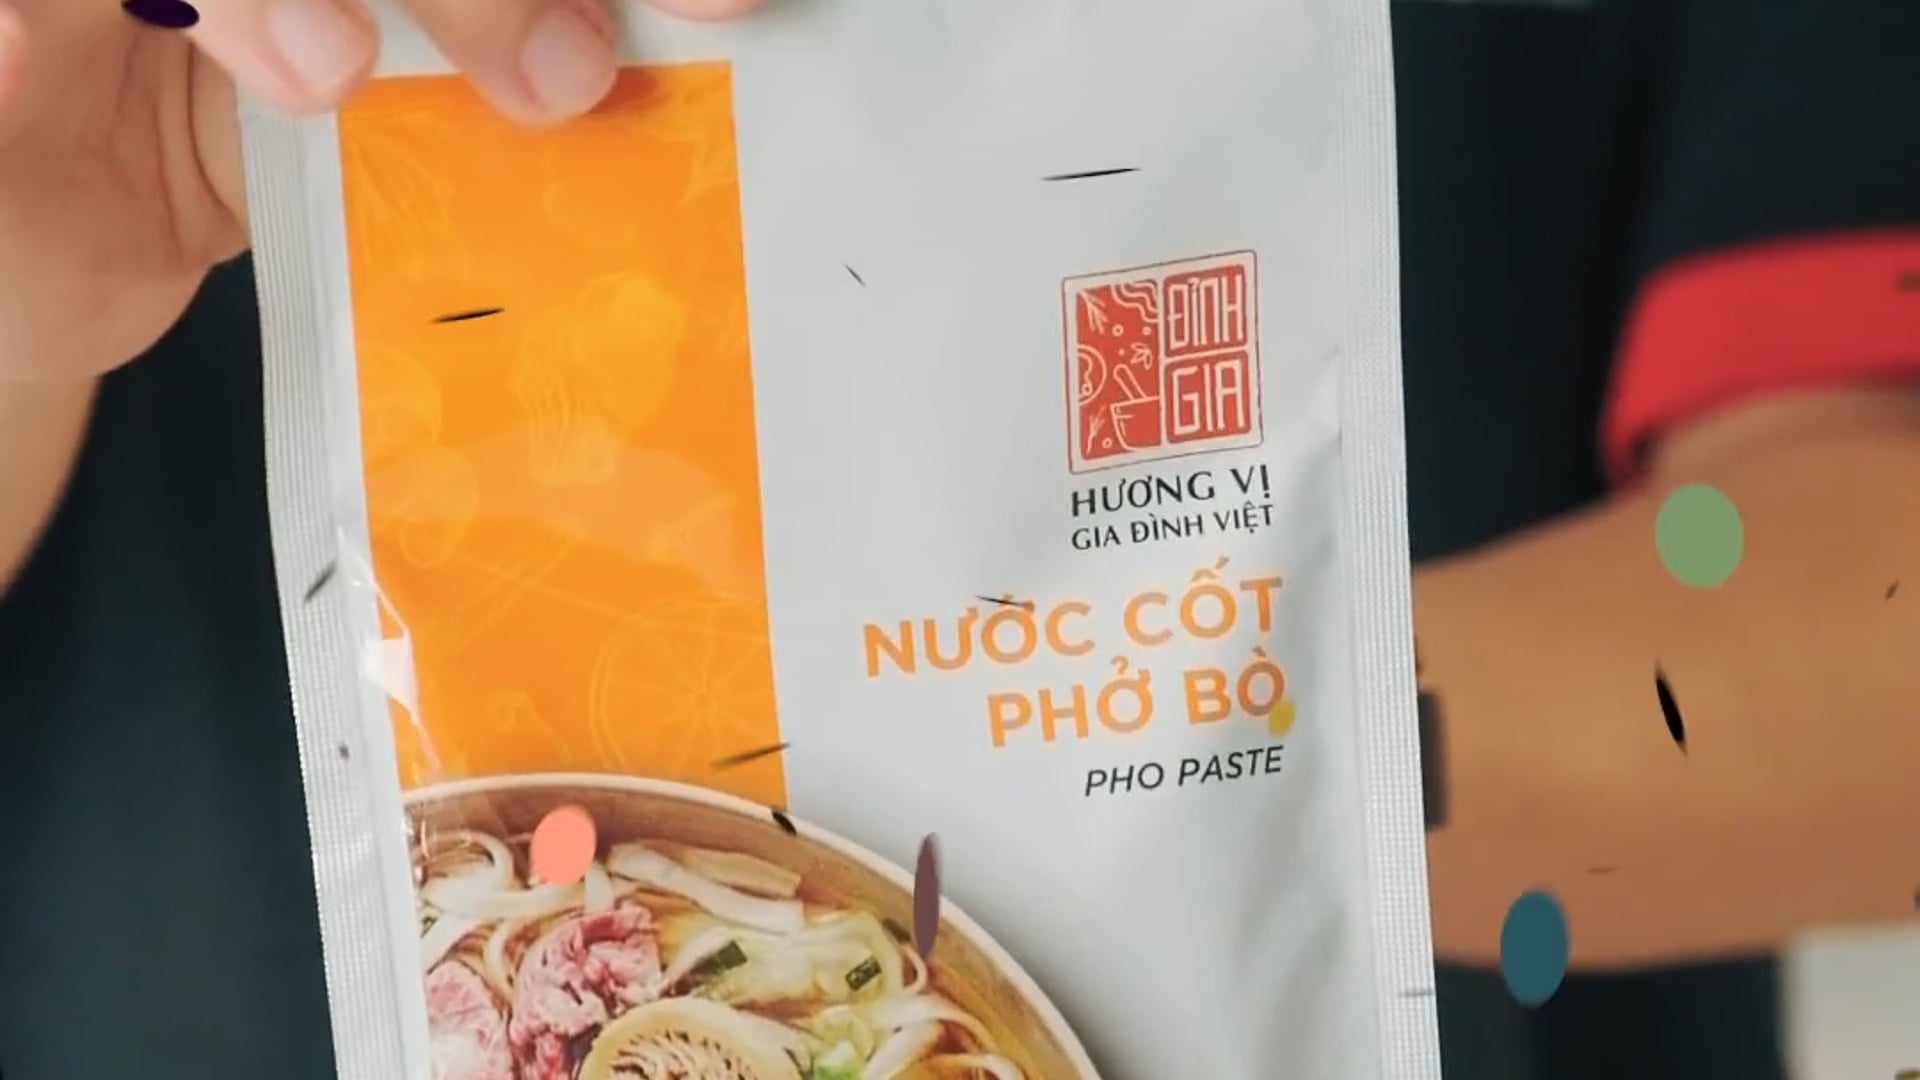 ĐỈNH
GIA
HƯƠNG VỊ
GIA ĐÌNH VIỆT
NƯỚC CỐT
PHỞ BÒ
PHO PASTE